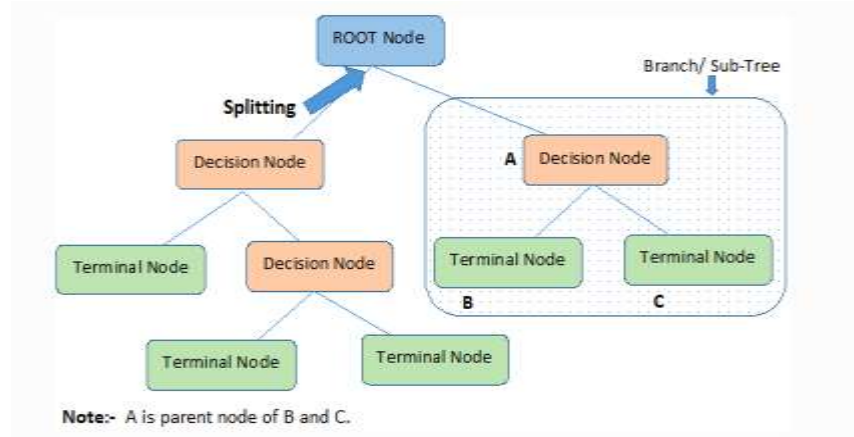 ROOT Node
Branch/ Sub-Tree
Splitting
Decision Node
A Decision Node
Terminal Node
Decision Node
Terminal Node
Terminal Node
B
C
Terminal Node
Terminal Node
Note:- A is parent node of B and C.